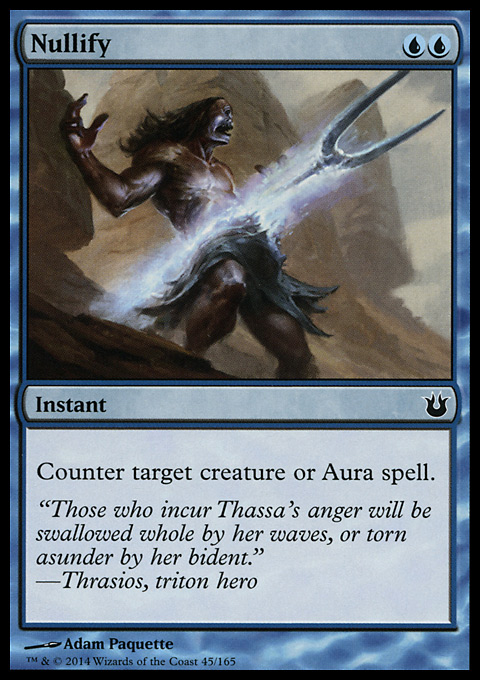 Nullify
Instant
Counter target creature or Aura spell.
“Those who incur Thassa’s anger will be
swallowed whole by her waves, or torn
asunder by her bident.”
—Thrasios, triton hero
Adam Paquette
™ & © 2014 Wizards of the Coast 45/165